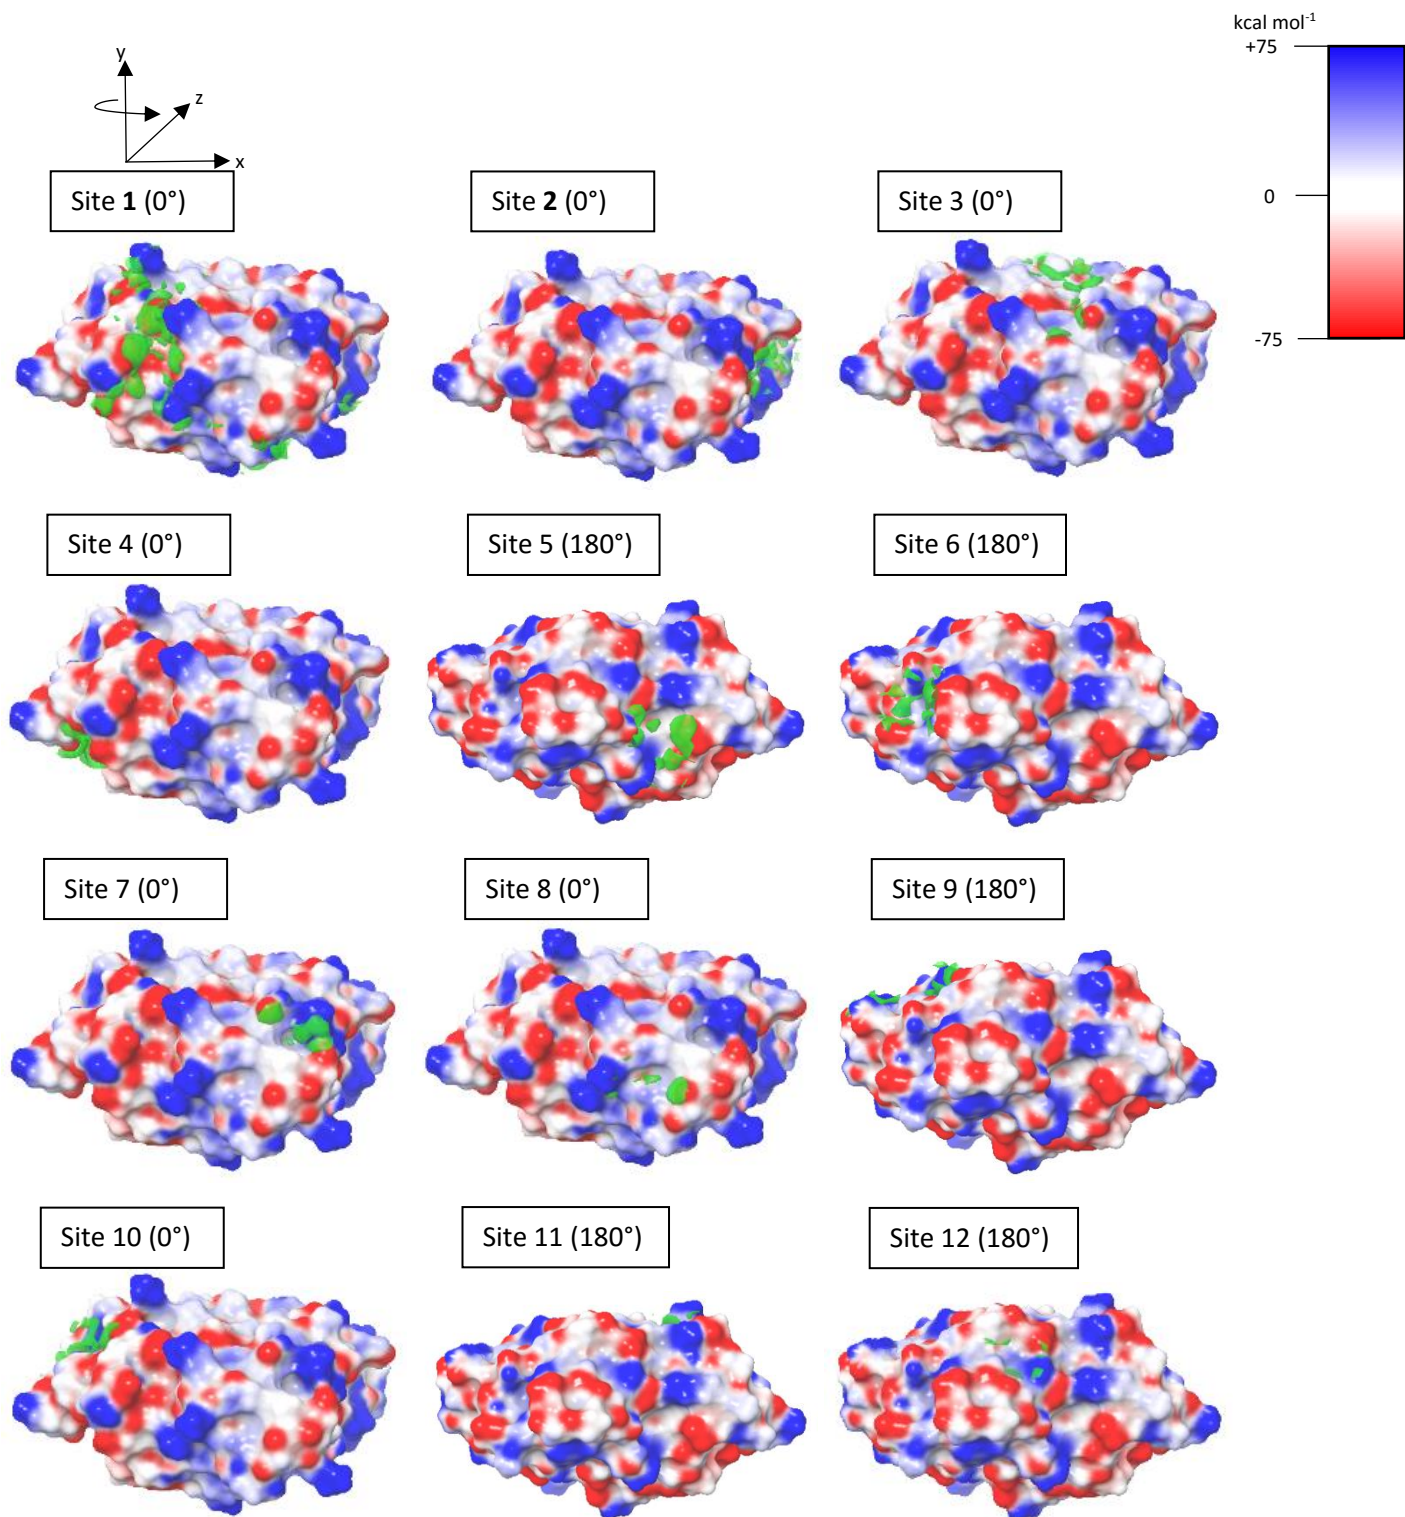 kcal mol-1
+75
0
-75
y
z
x
Site 1 (0°)
Site 2 (0°)
Site 3 (0°)
Site 4 (0°)
Site 5 (180°)
Site 6 (180°)
Site 7 (0°)
Site 8 (0°)
Site 9 (180°)
Site 10 (0°)
Site 11 (180°)
Site 12 (180°)